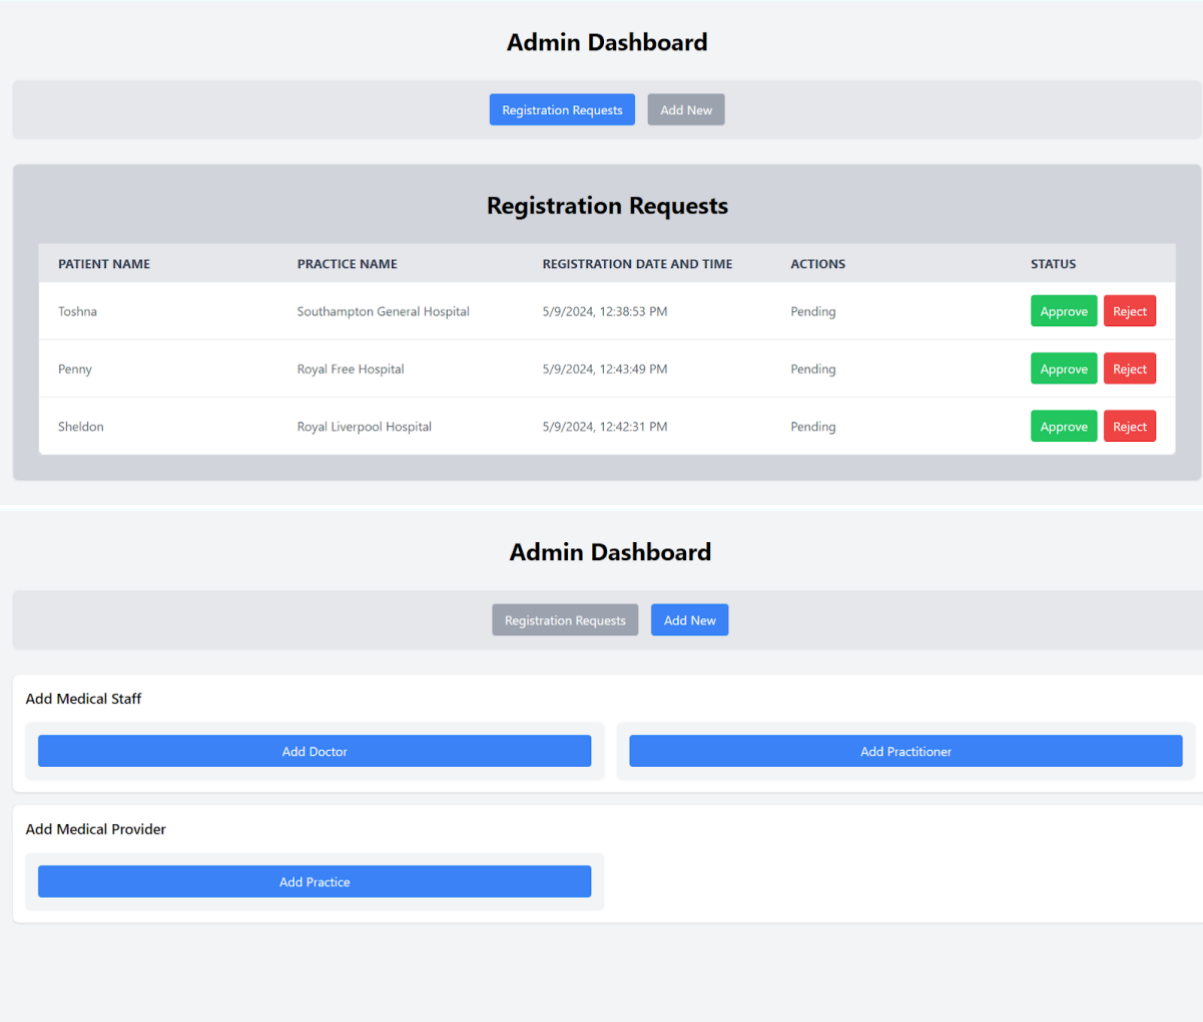 Admin Dashboard
Registration Requests Add New
Registration Requests
PATIENT NAME PRACTICE NAME REGISTRATION DATE AND TIME ACTIONS STATUS
Toshna Southampton General Hospital 5/9/2024, 12:38:53 PM Pending Approve Reject
Penny Royal Free Hospital 5/9/2024, 12:43:49 PM Pending Approve Reject
Sheldon Royal Liverpool Hospital 5/9/2024, 12:42:31 PM Pending Approve Reject
Admin Dashboard
Registration Requests Add New
Add Medical Staff
Add Doctor Add Practitioner
Add Medical Provider
Add Practice